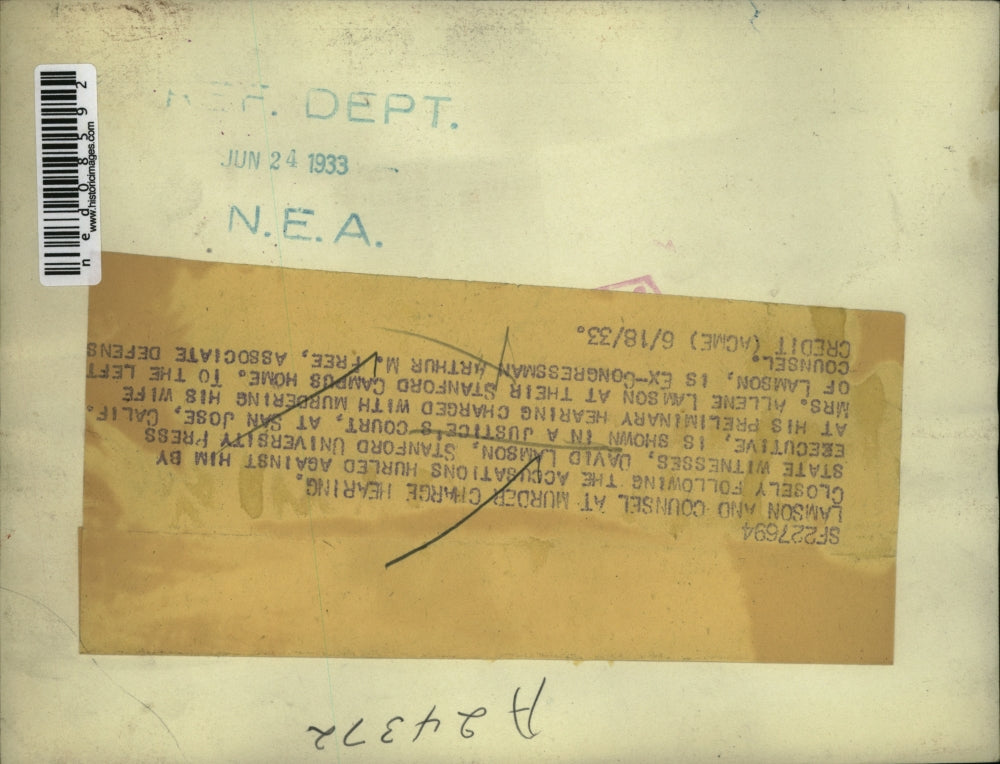 REF. DEPT.
JUN 24 1933
N.E.A.
ned08592
www.historicimages.com
SF227694
LAMSON AND COUNSEL AT MURDER CHARGE HEARING.
CLOSELY FOLLOWING THE ACCUSATIONS HURLED AGAINST HIM BY
STATE WITNESSES, DAVID LAMSON, STANFORD UNIVERSITY PRESS
EXECUTIVE, IS SHOWN IN A JUSTICE'S COURT, AT SAN JOSE, CALIF.
AT HIS PRELIMINARY HEARING CHARGED WITH MURDERING HIS WIFE
MRS. ALLENE LAMSON AT THEIR STANFORD CAMPUS HOME. TO THE LEFT
OF LAMSON, IS EX-CONGRESSMAN ARTHUR M. FREE, ASSOCIATE DEFENS
COUNSEL.
CREDIT (ACME) 6/18/33.
A24372